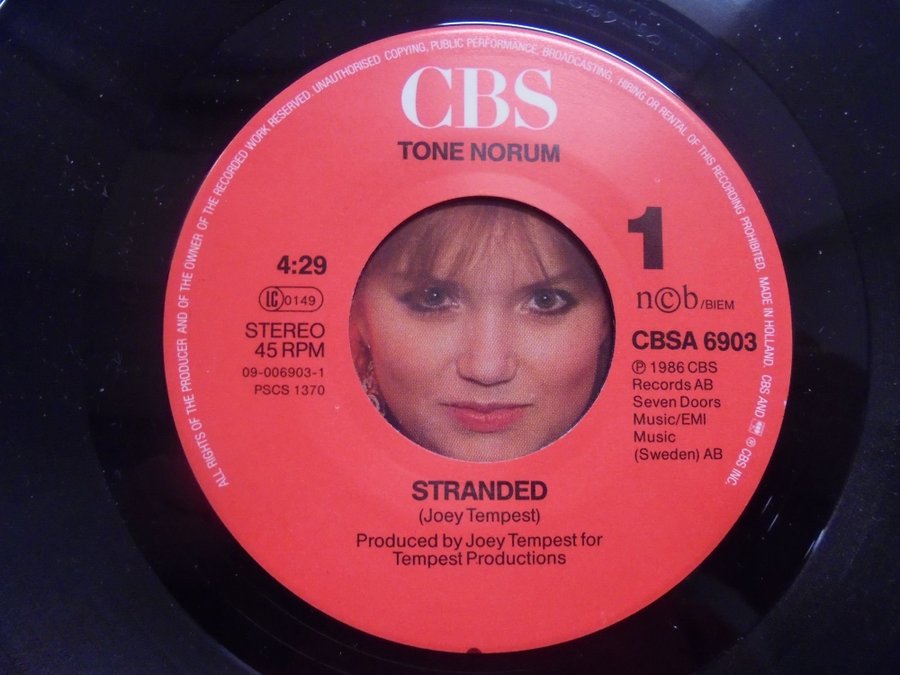 ALL RIGHTS OF THE PRODUCER AND OF THE OWNER OF THE RECORDED WORK RESERVED. UNAUTHORISED COPYING, PUBLIC PERFORMANCE, BROADCASTING, HIRING OR RENTAL OF THIS RECORDING PROHIBITED. MADE IN HOLLAND. CBS AND ® CBS INC.
CBS
TONE NORUM
1
4:29
LC 0149
STEREO
45 RPM
09-006903-1
PSCS 1370
n©b/BIEM
CBSA 6903
℗ 1986 CBS
Records AB
Seven Doors
Music/EMI
Music
(Sweden) AB
STRANDED
(Joey Tempest)
Produced by Joey Tempest for
Tempest Productions